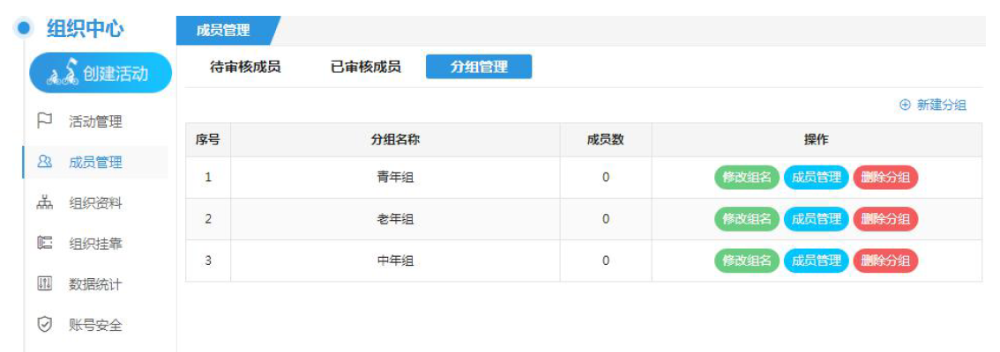 组织中心
创建活动
活动管理
成员管理
组织资料
组织挂靠
数据统计
账号安全
成员管理
待审核成员 已审核成员 分组管理
新建分组
序号 分组名称 成员数 操作
1 青年组 0 修改组名 成员管理 删除分组
2 老年组 0 修改组名 成员管理 删除分组
3 中年组 0 修改组名 成员管理 删除分组